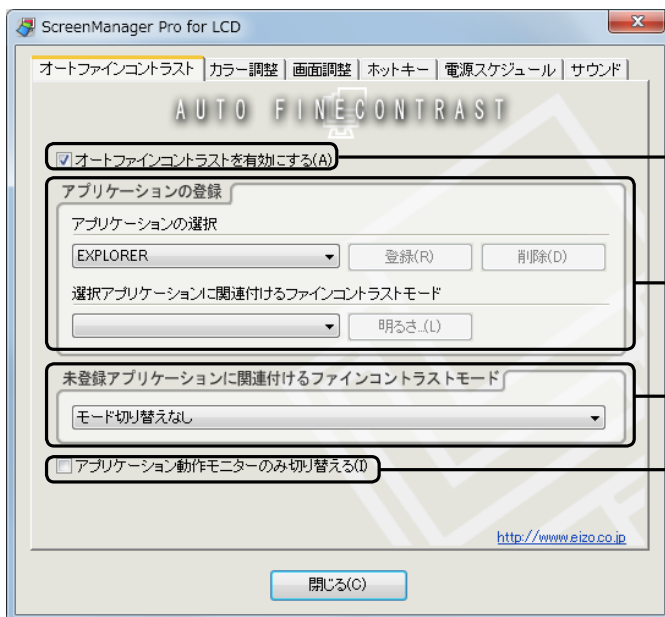 ScreenManager Pro for LCD
オートファインコントラスト カラー調整 画面調整 ホットキー 電源スケジュール サウンド
AUTO FINECONTRAST
オートファインコントラストを有効にする(A)
アプリケーションの登録
アプリケーションの選択
EXPLORER 登録(R) 削除(D)
選択アプリケーションに関連付けるファインコントラストモード
明るさ...(L)
未登録アプリケーションに関連付けるファインコントラストモード
モード切り替えなし
アプリケーション動作モニターのみ切り替える(I)
http://www.eizo.co.jp
閉じる(C)